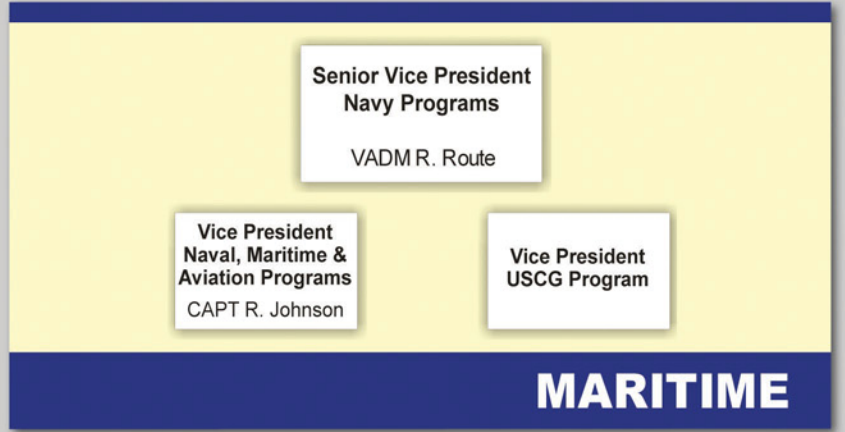 Senior Vice President
Navy Programs
VADM R. Route
Vice President
Naval, Maritime &
Aviation Programs
CAPT R. Johnson
Vice President
USCG Program
MARITIME